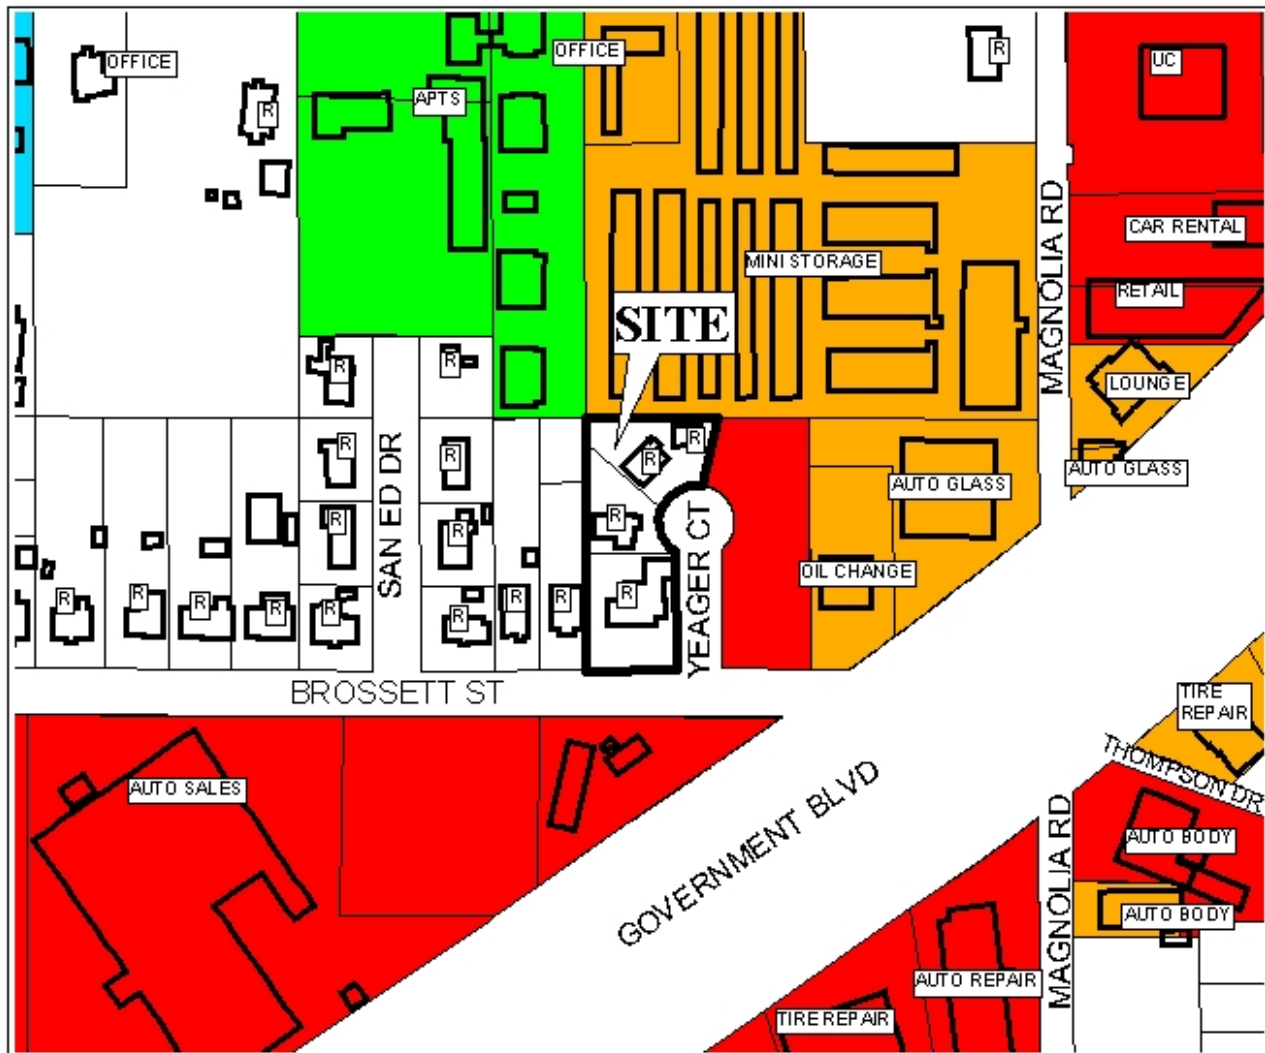 OFFICE
OFFICE
R
UC
R
APTS
CAR RENTAL
MINI STORAGE
RETAIL
MAGNOLIA RD
SITE
R
R
LOUNGE
R
R
R
R
AUTO GLASS
AUTO GLASS
SAN ED DR
R
R
R
YEAGER CT
OIL CHANGE
R
R
R
R
R
R
R
R
R
BROSSETT ST
TIRE
REPAIR
THOMPSON DR
AUTO SALES
GOVERNMENT BLVD
AUTO BODY
MAGNOLIA RD
AUTO BODY
AUTO REPAIR
TIRE REPAIR